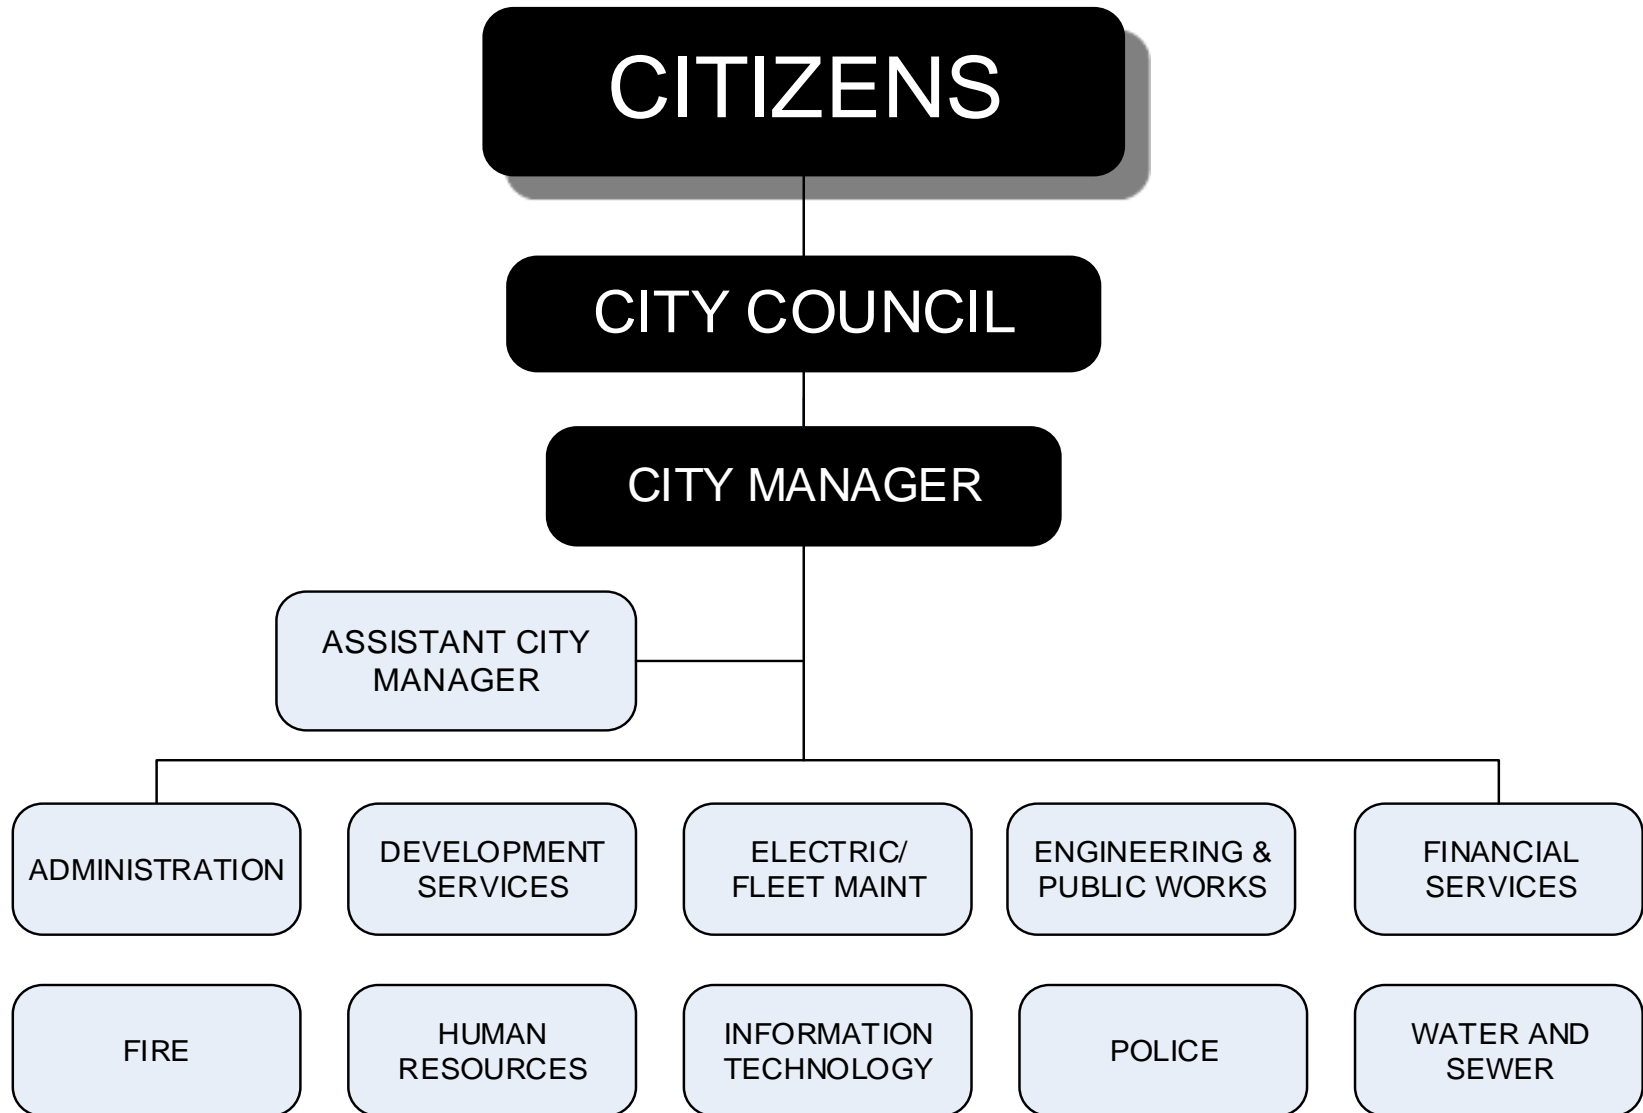 CITIZENS
CITY COUNCIL
CITY MANAGER
ASSISTANT CITY
MANAGER
ADMINISTRATION
DEVELOPMENT
SERVICES
ELECTRIC/
FLEET MAINT
ENGINEERING &
PUBLIC WORKS
FINANCIAL
SERVICES
FIRE
HUMAN
RESOURCES
INFORMATION
TECHNOLOGY
POLICE
WATER AND
SEWER